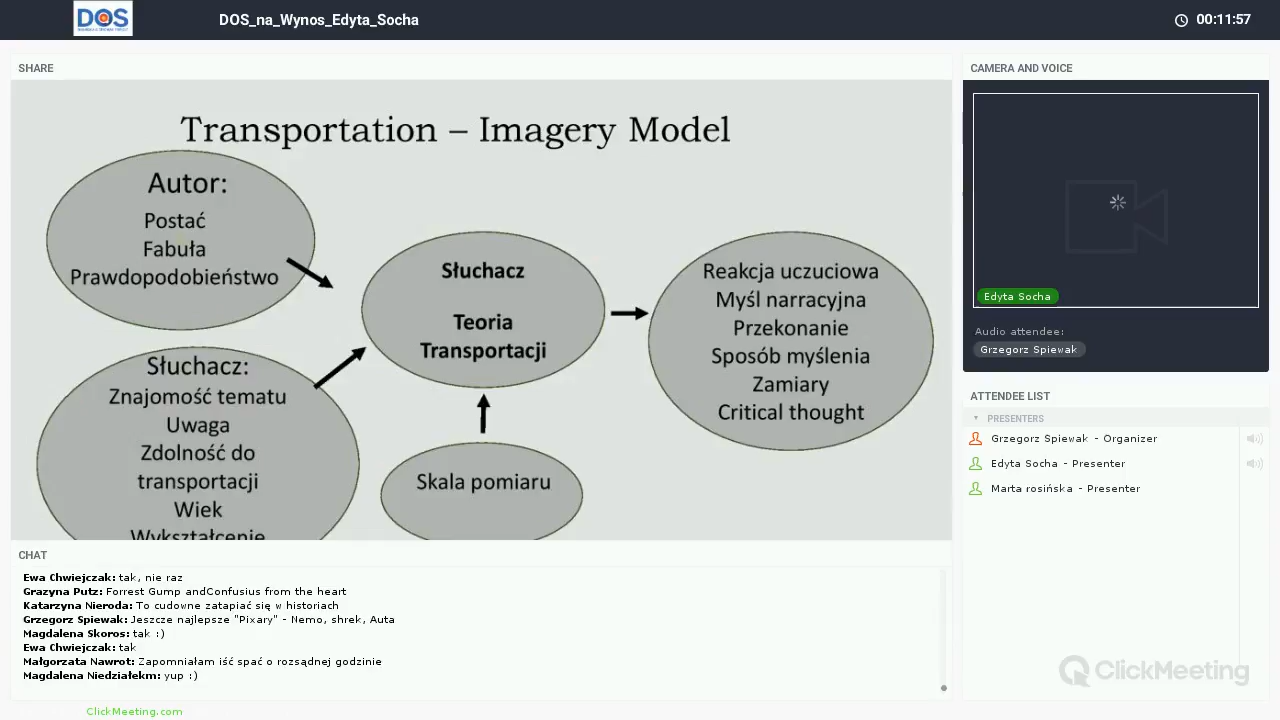 DOS
DOS_na_Wynos_Edyta_Socha
00:11:57
SHARE
Transportation – Imagery Model
Autor:
Postać
Fabuła
Prawdopodobieństwo
Słuchacz:
Znajomość tematu
Uwaga
Zdolność do
transportacji
Wiek
Wykształcenie
Słuchacz
Teoria
Transportacji
Skala pomiaru
Reakcja uczuciowa
Myśl narracyjna
Przekonanie
Sposób myślenia
Zamiary
Critical thought
CHAT
Ewa Chwiejczak: tak, nie raz
Grazyna Putz: Forrest Gump andConfusius from the heart
Katarzyna Nieroda: To cudowne zatapiać się w historiach
Grzegorz Spiewak: Jeszcze najlepsze "Pixary" - Nemo, shrek, Auta
Magdalena Skoros: tak :)
Ewa Chwiejczak: tak
Małgorzata Nawrot: Zapomniałam iść spać o rozsądnej godzinie
Magdalena Niedziałekm: yup :)
ClickMeeting.com
CAMERA AND VOICE
Edyta Socha
Audio attendee:
Grzegorz Spiewak
ATTENDEE LIST
PRESENTERS
Grzegorz Spiewak - Organizer
Edyta Socha - Presenter
Marta rosińska - Presenter
ClickMeeting